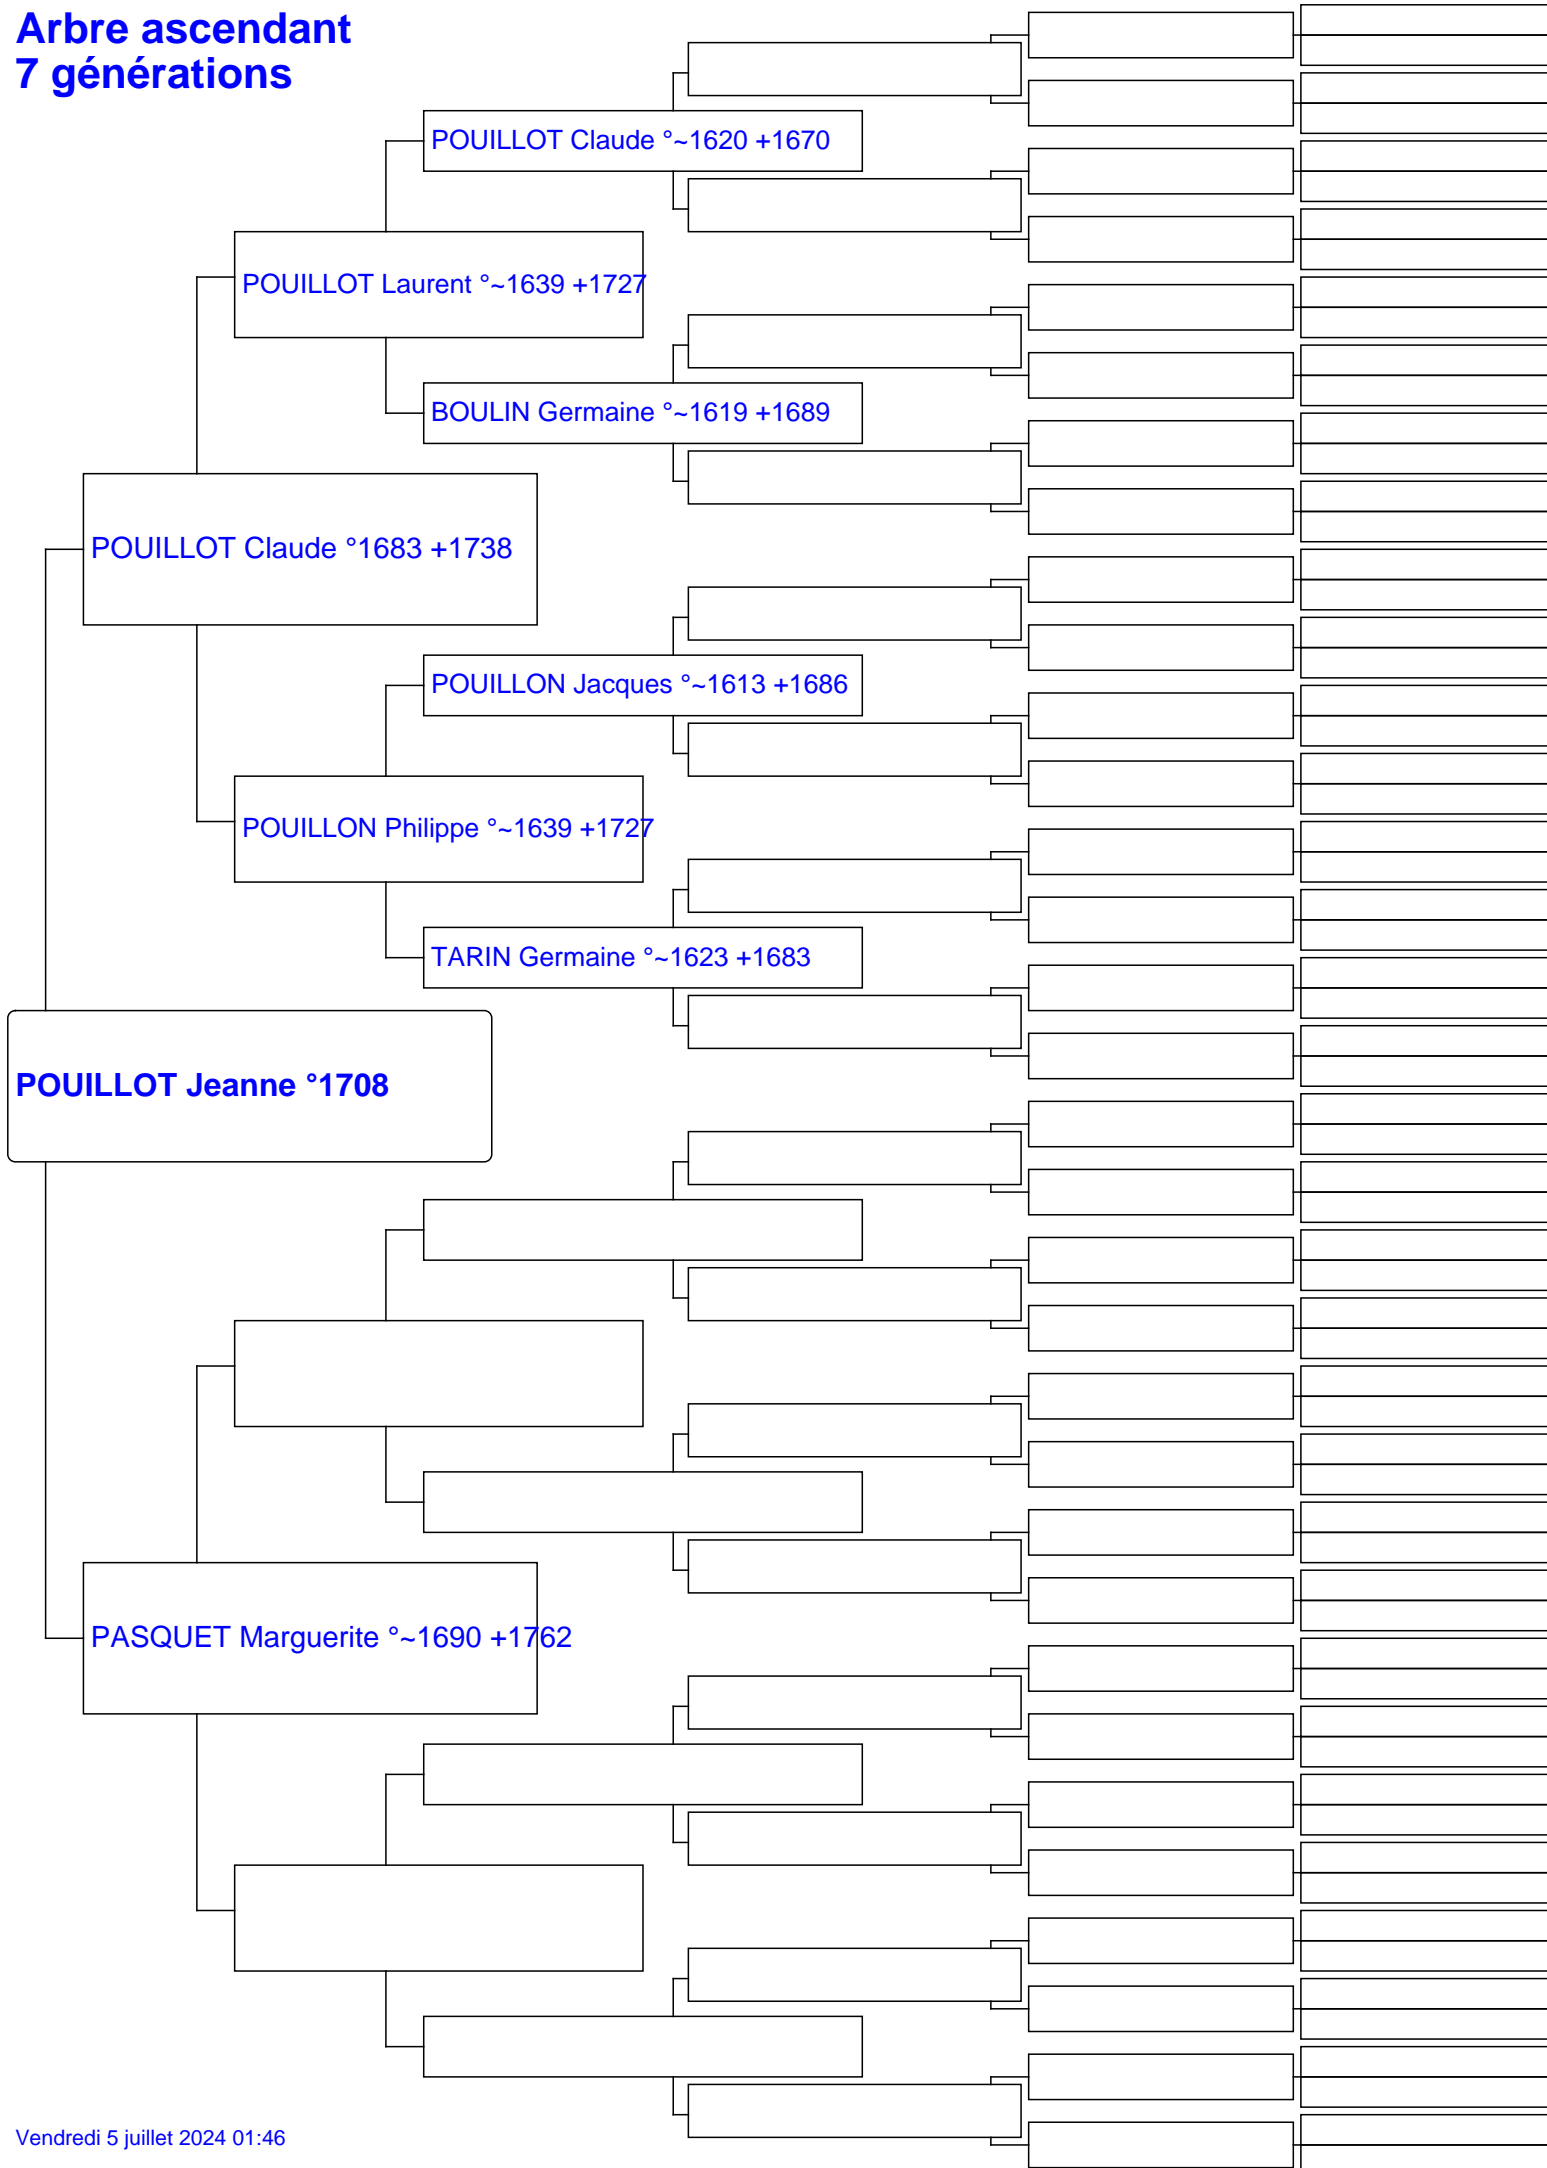 Arbre ascendant
7 générations
POUILLOT Claude °~1620 +1670
POUILLOT Laurent °~1639 +1727
BOULIN Germaine °~1619 +1689
POUILLOT Claude °1683 +1738
POUILLON Jacques °~1613 +1686
POUILLON Philippe °~1639 +1727
TARIN Germaine °~1623 +1683
POUILLOT Jeanne °1708
PASQUET Marguerite °~1690 +1762
Vendredi 5 juillet 2024 01:46